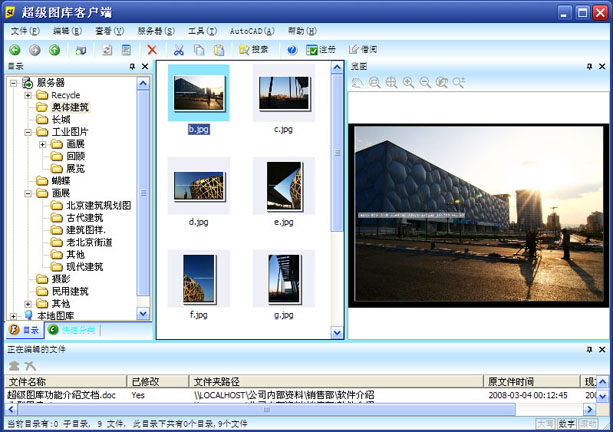 超级图库客户端
文件(F) 编辑(E) 查看(V) 服务器(S) 工具(T) AutoCAD(A) 帮助(H)
搜索 注册 借阅
目录
服务器
Recycle
奥体建筑
长城
工业图片
画展
回顾
展览
蝴蝶
画展
北京建筑规划图
古代建筑
建筑图样.
老北京街道
其他
现代建筑
摄影
民用建筑
其他
本地图库
目录 快速分类
b.jpg c.jpg
d.jpg e.jpg
f.jpg g.jpg
览图
正在编辑的文件
文件名称 已修改 文件夹路径 原文件时间
超级图库功能介绍文档.doc Yes \\LOCALHOST\公司内部资料\销售部\软件介绍 2008-03-04 00:12:45 200
当前目录有:0 子目录, 9 文件, 此目录下共有0个目录,9个文件
大写 数字 滚动